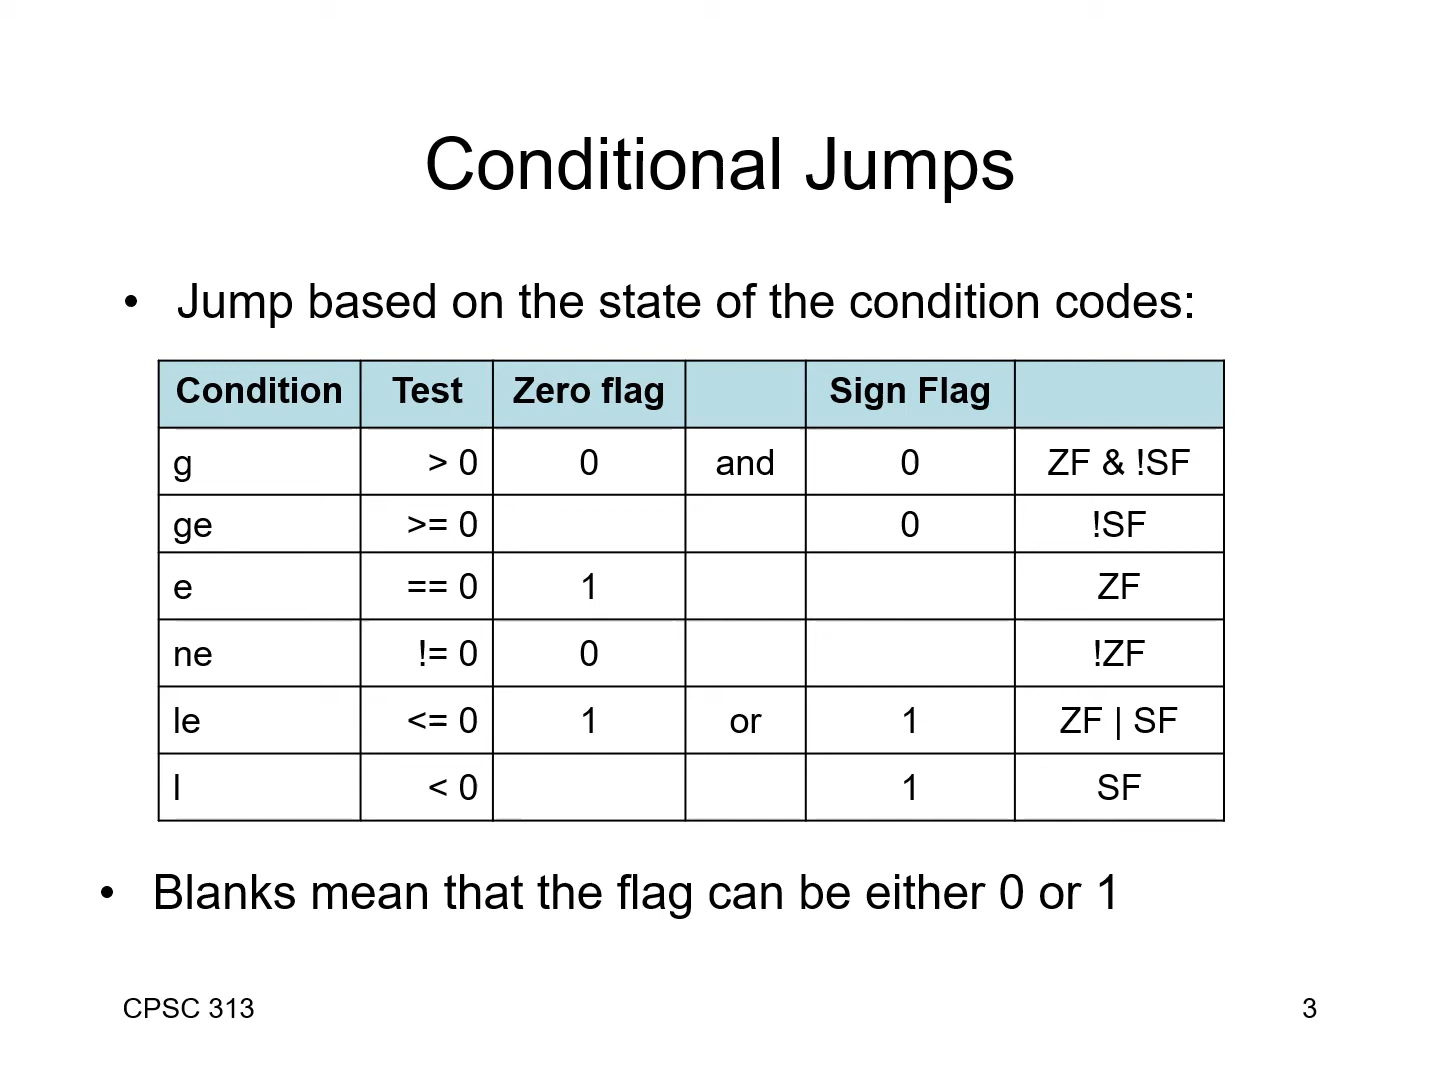 Conditional Jumps
• Jump based on the state of the condition codes:
Condition Test Zero flag Sign Flag
g > 0 0 and 0 ZF & !SF
ge >= 0 0 !SF
e == 0 1 ZF
ne != 0 0 !ZF
le <= 0 1 or 1 ZF | SF
l < 0 1 SF
• Blanks mean that the flag can be either 0 or 1
CPSC 313 3